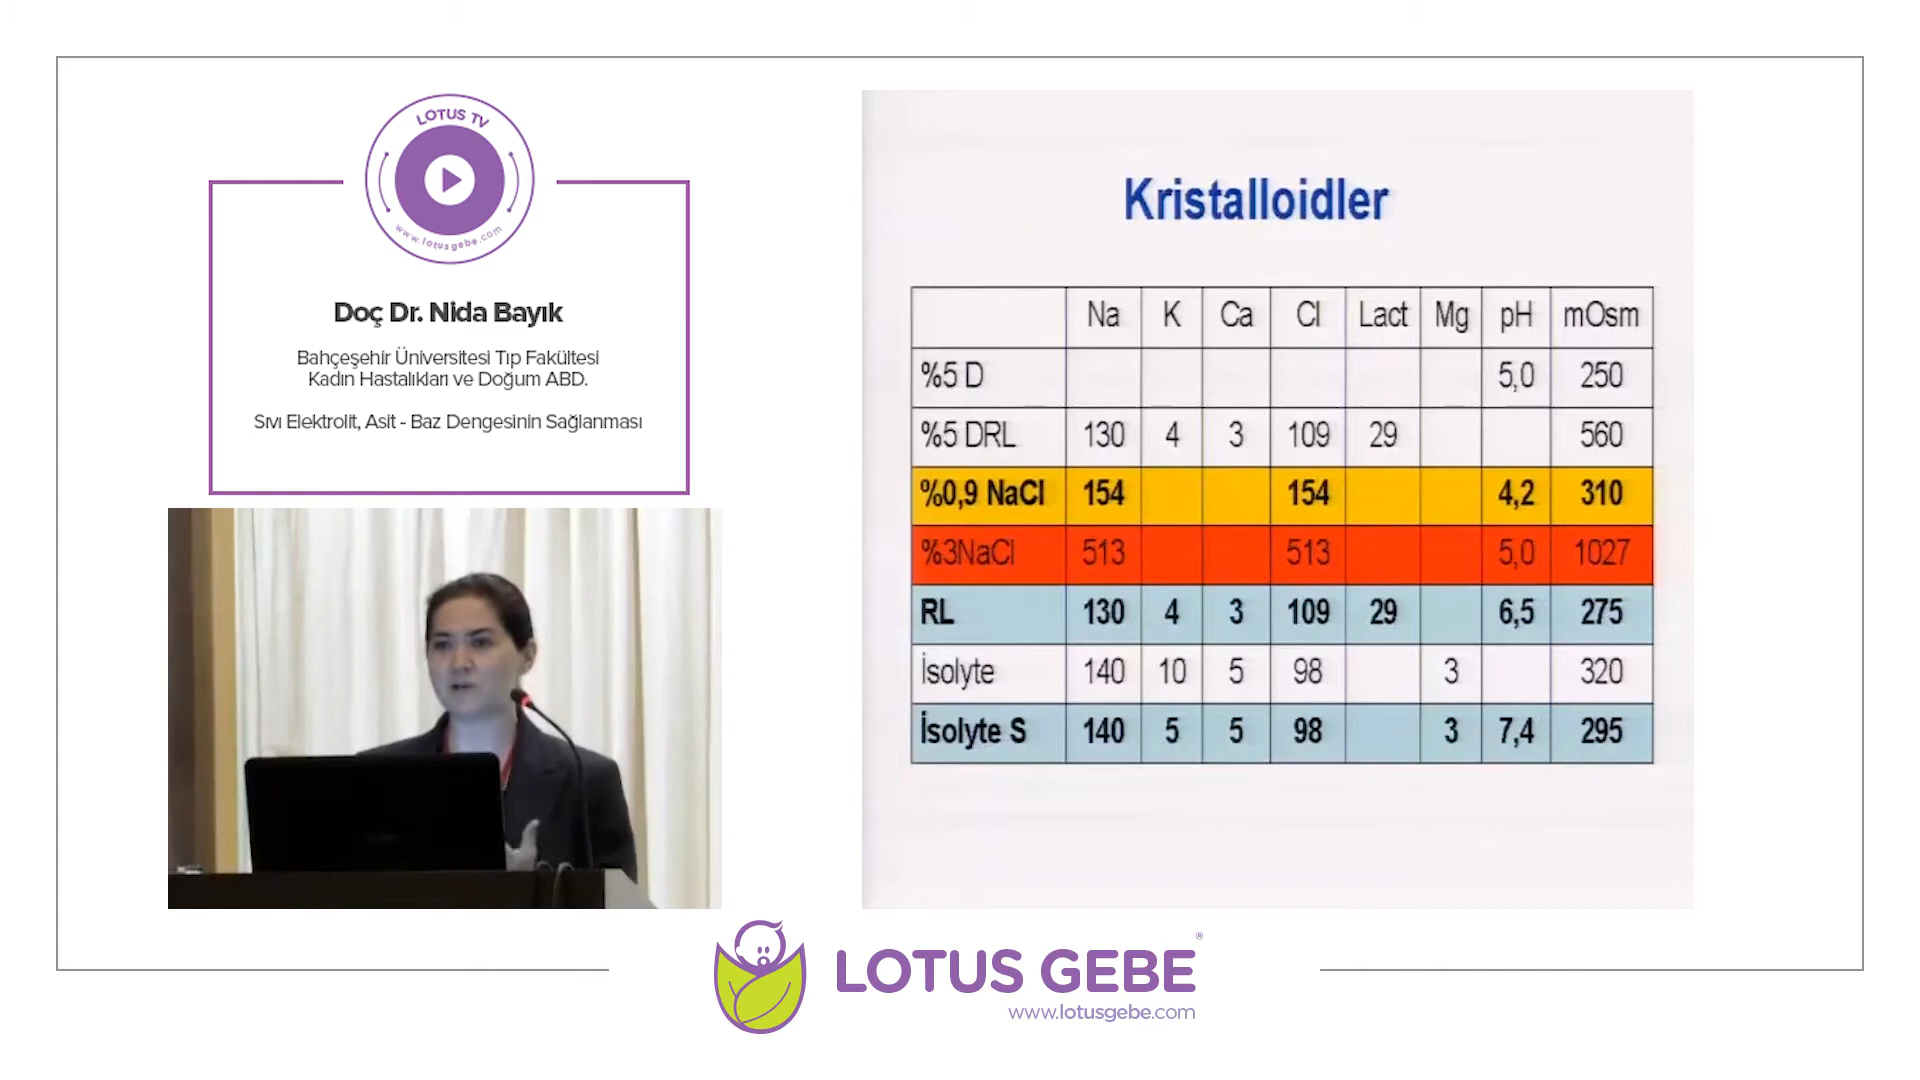 LOTUS TV
www.lotusgebe.com
Doç Dr. Nida Bayık
Bahçeşehir Üniversitesi Tıp Fakültesi
Kadın Hastalıkları ve Doğum ABD.
Sıvı Elektrolit, Asit - Baz Dengesinin Sağlanması
Kristalloidler
Na K Ca Cl Lact Mg pH mOsm
%5 D 5,0 250
%5 DRL 130 4 3 109 29 560
%0,9 NaCl 154 154 4,2 310
%3NaCl 513 513 5,0 1027
RL 130 4 3 109 29 6,5 275
İsolyte 140 10 5 98 3 320
İsolyte S 140 5 5 98 3 7,4 295
LOTUS GEBE ®
www.lotusgebe.com